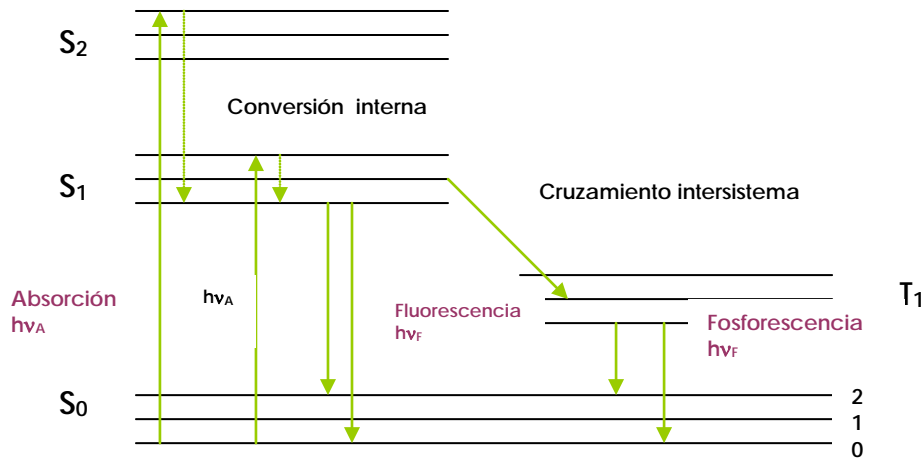 S2
Conversión interna
S1
Cruzamiento intersistema
Absorción
hνA
hνA
Fluorescencia
hνF
T1
Fosforescencia
hνF
S0
2
1
0